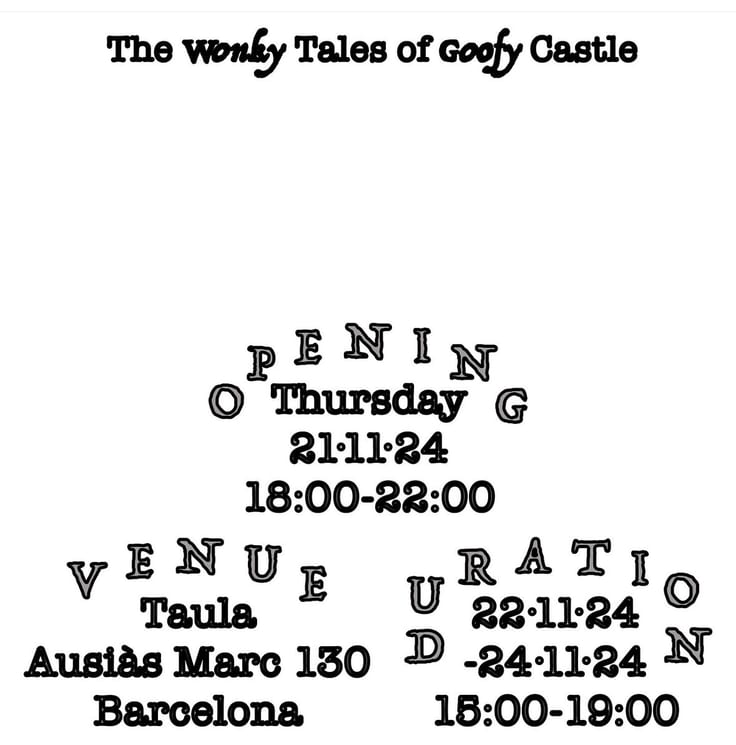 The Wonky Tales of Goofy Castle
OPENING
Thursday
21·11·24
18:00-22:00
VENUE
Taula
Ausiàs Marc 130
Barcelona
DURATION
22·11·24
-24·11·24
15:00-19:00